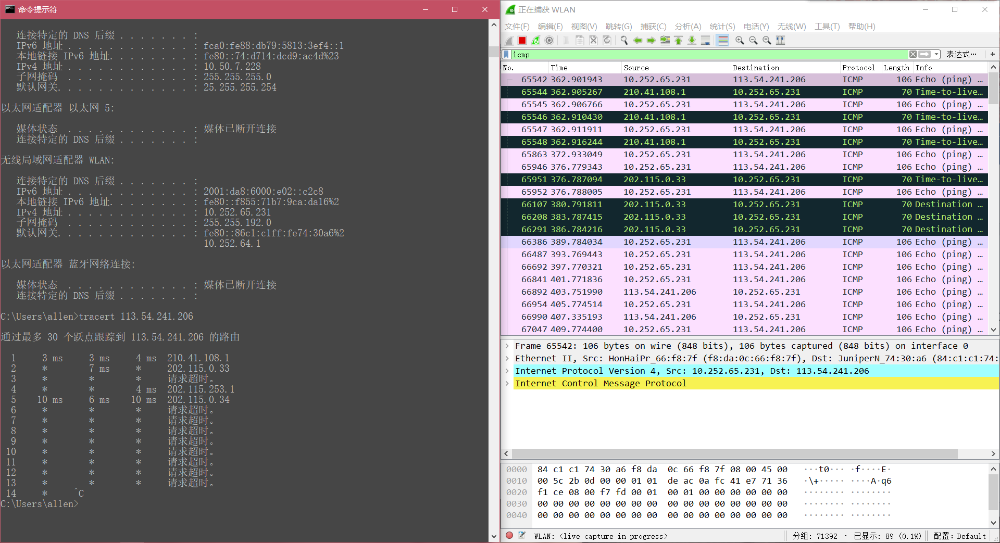 命令提示符
连接特定的 DNS 后缀 . . . . . . . :
IPv6 地址 . . . . . . . . . . . . : fca0:fe88:db79:5813:3ef4::1
本地链接 IPv6 地址. . . . . . . . : fe80::74:d714:dcd9:ac4d%23
IPv4 地址 . . . . . . . . . . . . : 10.50.7.228
子网掩码  . . . . . . . . . . . . : 255.255.255.0
默认网关. . . . . . . . . . . . . : 25.255.255.254
以太网适配器 以太网 5:
媒体状态  . . . . . . . . . . . . : 媒体已断开连接
连接特定的 DNS 后缀 . . . . . . . :
无线局域网适配器 WLAN:
连接特定的 DNS 后缀 . . . . . . . :
IPv6 地址 . . . . . . . . . . . . : 2001:da8:6000:e02::c2c8
本地链接 IPv6 地址. . . . . . . . : fe80::f855:71b7:9ca:da16%2
IPv4 地址 . . . . . . . . . . . . : 10.252.65.231
子网掩码  . . . . . . . . . . . . : 255.255.192.0
默认网关. . . . . . . . . . . . . : fe80::86c1:c1ff:fe74:30a6%2
10.252.64.1
以太网适配器 蓝牙网络连接:
媒体状态  . . . . . . . . . . . . : 媒体已断开连接
连接特定的 DNS 后缀 . . . . . . . :
C:\Users\allen>tracert 113.54.241.206
通过最多 30 个跃点跟踪到 113.54.241.206 的路由
1     3 ms     3 ms     4 ms  210.41.108.1
2     *        7 ms     *     202.115.0.33
3     *        *        *     请求超时。
4     *        *        4 ms  202.115.253.1
5    10 ms     6 ms    10 ms  202.115.0.34
6     *        *        *     请求超时。
7     *        *        *     请求超时。
8     *        *        *     请求超时。
9     *        *        *     请求超时。
10     *        *        *     请求超时。
11     *        *        *     请求超时。
12     *        *        *     请求超时。
13     *        *        *     请求超时。
14     *     ^C
C:\Users\allen>
正在捕获 WLAN
文件(F) 编辑(E) 视图(V) 跳转(G) 捕获(C) 分析(A) 统计(S) 电话(Y) 无线(W) 工具(T) 帮助(H)
icmp 表达式… +
No. Time Source Destination Protocol Length Info
65542 362.901943 10.252.65.231 113.54.241.206 ICMP 106 Echo (ping) …
65544 362.905267 210.41.108.1 10.252.65.231 ICMP 70 Time-to-live…
65545 362.906766 10.252.65.231 113.54.241.206 ICMP 106 Echo (ping) …
65546 362.910430 210.41.108.1 10.252.65.231 ICMP 70 Time-to-live…
65547 362.911911 10.252.65.231 113.54.241.206 ICMP 106 Echo (ping) …
65548 362.916244 210.41.108.1 10.252.65.231 ICMP 70 Time-to-live…
65863 372.933049 10.252.65.231 113.54.241.206 ICMP 106 Echo (ping) …
65946 376.779343 10.252.65.231 113.54.241.206 ICMP 106 Echo (ping) …
65951 376.787094 202.115.0.33 10.252.65.231 ICMP 70 Time-to-live…
65952 376.788005 10.252.65.231 113.54.241.206 ICMP 106 Echo (ping) …
66107 380.791811 202.115.0.33 10.252.65.231 ICMP 70 Destination …
66208 383.787415 202.115.0.33 10.252.65.231 ICMP 70 Destination …
66291 386.784216 202.115.0.33 10.252.65.231 ICMP 70 Destination …
66386 389.784034 10.252.65.231 113.54.241.206 ICMP 106 Echo (ping) …
66487 393.769443 10.252.65.231 113.54.241.206 ICMP 106 Echo (ping) …
66692 397.770321 10.252.65.231 113.54.241.206 ICMP 106 Echo (ping) …
66841 401.771836 10.252.65.231 113.54.241.206 ICMP 106 Echo (ping) …
66892 403.751990 113.54.241.206 10.252.65.231 ICMP 106 Echo (ping) …
66954 405.774514 10.252.65.231 113.54.241.206 ICMP 106 Echo (ping) …
66990 407.335193 113.54.241.206 10.252.65.231 ICMP 106 Echo (ping) …
67047 409.774400 10.252.65.231 113.54.241.206 ICMP 106 Echo (ping) …
Frame 65542: 106 bytes on wire (848 bits), 106 bytes captured (848 bits) on interface 0
Ethernet II, Src: HonHaiPr_66:f8:7f (f8:da:0c:66:f8:7f), Dst: JuniperN_74:30:a6 (84:c1:c1:74:
Internet Protocol Version 4, Src: 10.252.65.231, Dst: 113.54.241.206
Internet Control Message Protocol
0000 84 c1 c1 74 30 a6 f8 da 0c 66 f8 7f 08 00 45 00 ···t0··· ·f····E·
0010 00 5c 2b 0d 00 00 01 01 de ac 0a fc 41 e7 71 36 ·\+····· ····A·q6
0020 f1 ce 08 00 f7 fd 00 01 00 01 00 00 00 00 00 00 ········ ········
0030 00 00 00 00 00 00 00 00 00 00 00 00 00 00 00 00 ········ ········
0040 00 00 00 00 00 00 00 00 00 00 00 00 00 00 00 00 ········ ········
WLAN: <live capture in progress> 分组: 71392 · 已显示: 89 (0.1%) 配置: Default